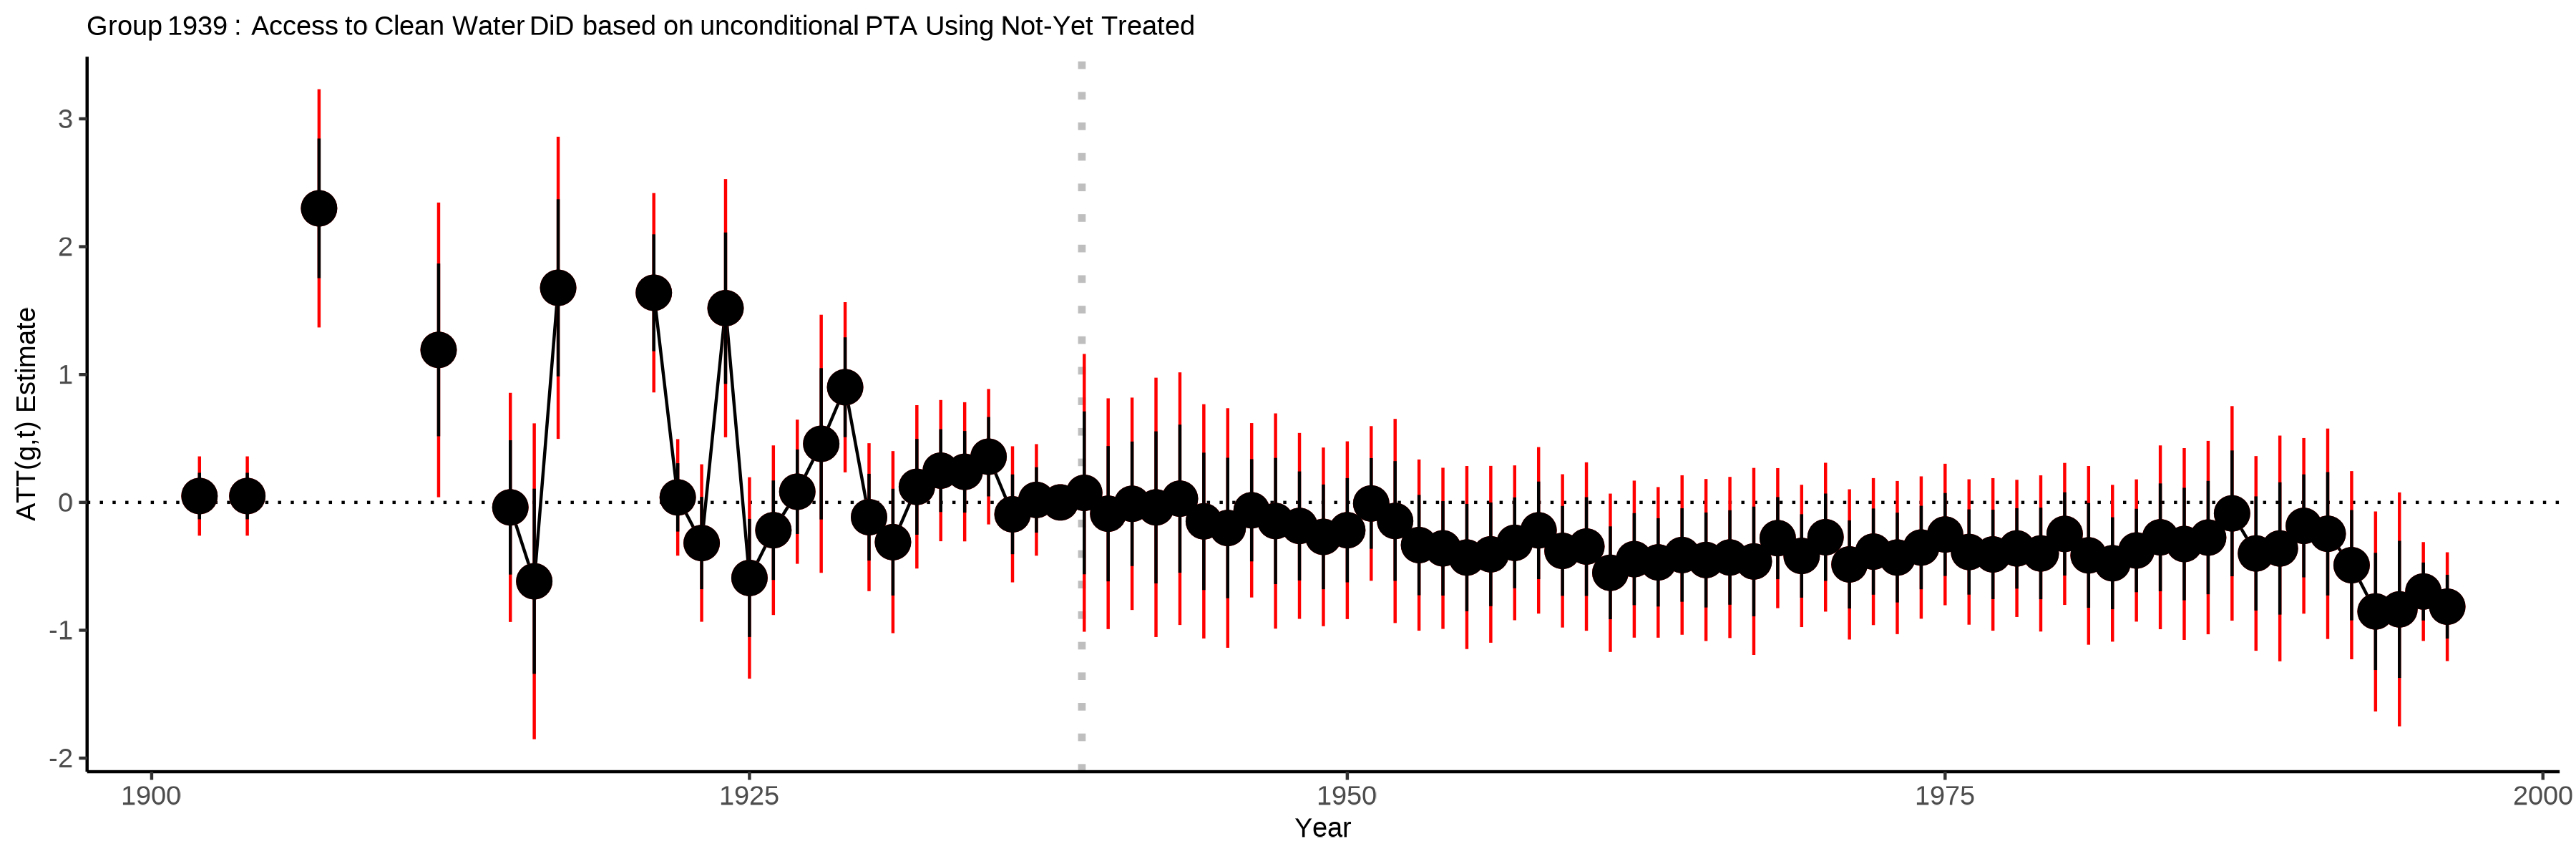 Group 1939 : Access to Clean Water DiD based on unconditional PTA Using Not-Yet Treated
3
2
1
0
-1
-2
ATT(g,t) Estimate
1900 1925 1950 1975 2000
Year